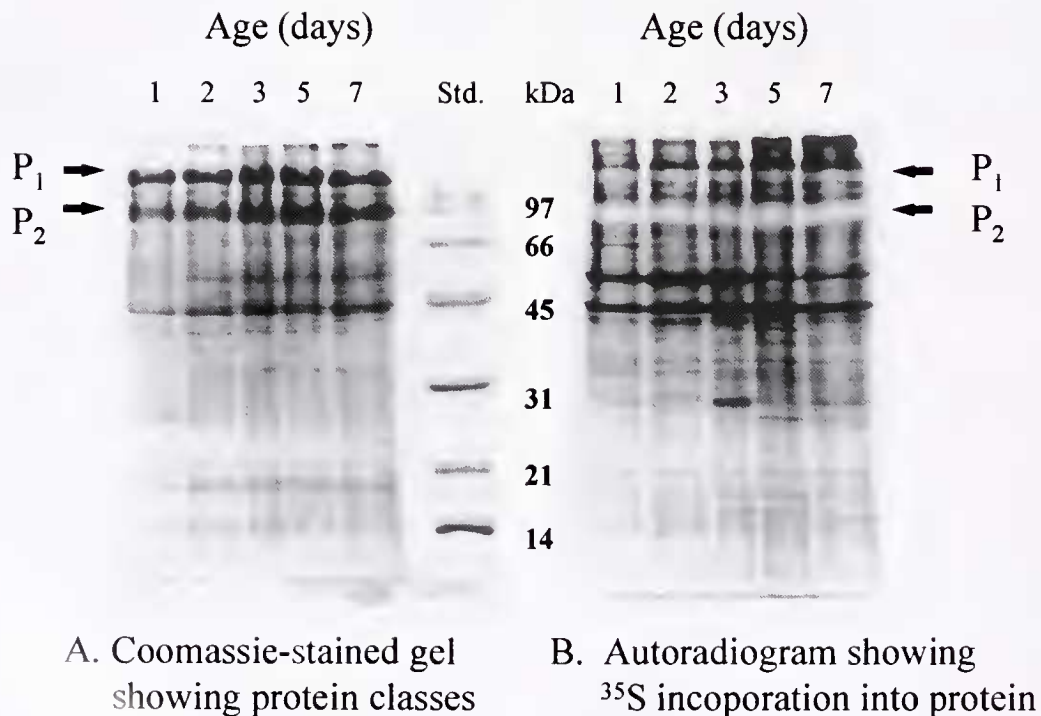 Age (days)
Age (days)
1 2 3 5 7 Std. kDa 1 2 3 5 7
P1
P1
P2
97
P2
66
45
31
21
14
A. Coomassie-stained gel
showing protein classes
B. Autoradiogram showing
35S incoporation into protein